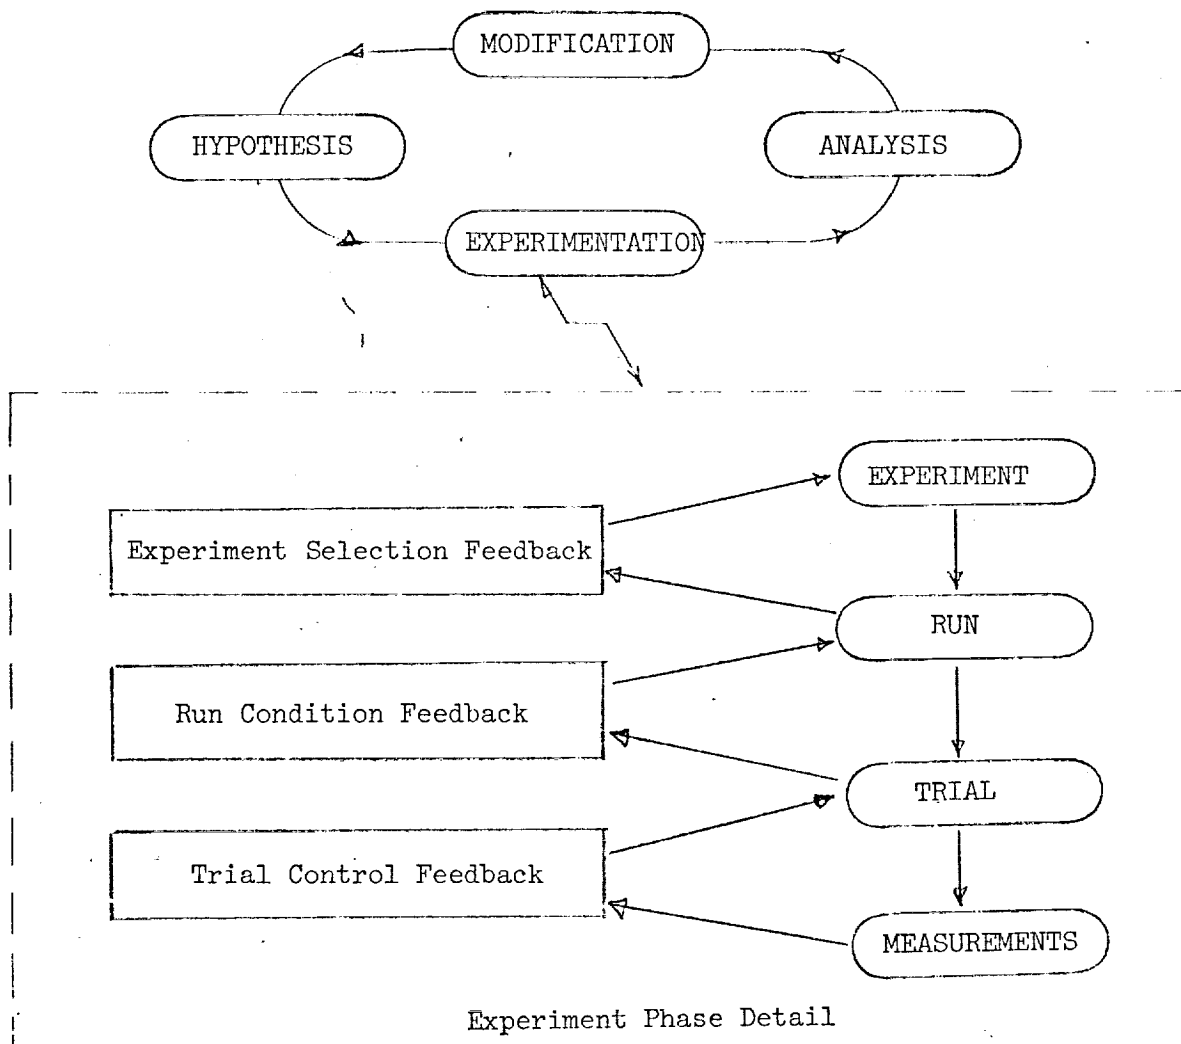 MODIFICATION
HYPOTHESIS
ANALYSIS
EXPERIMENTATION
EXPERIMENT
Experiment Selection Feedback
RUN
Run Condition Feedback
TRIAL
Trial Control Feedback
MEASUREMENTS
Experiment Phase Detail